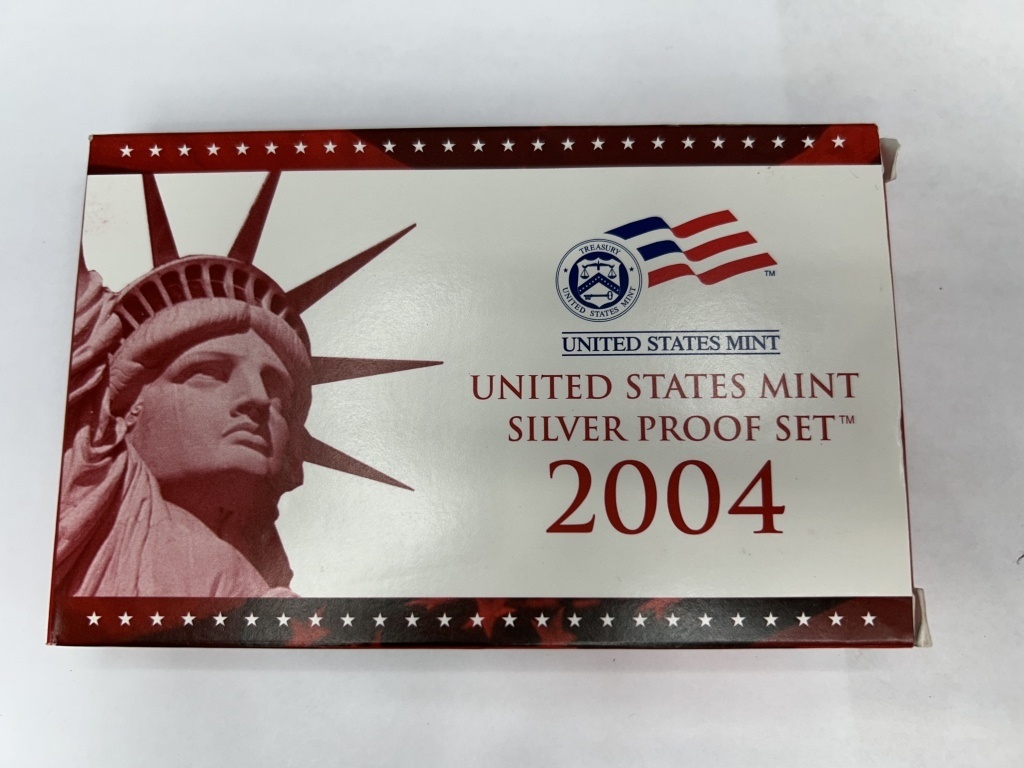 TREASURY
UNITED STATES MINT
TM
UNITED STATES MINT
UNITED STATES MINT
SILVER PROOF SET™
2004